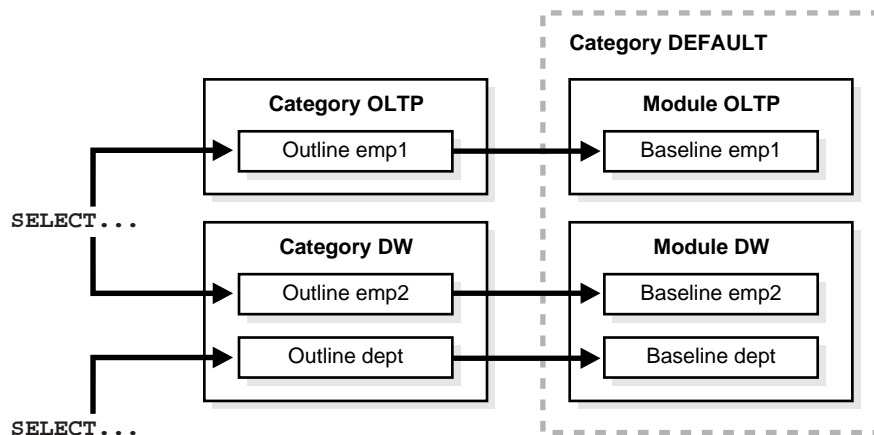 Category DEFAULT
Category OLTP
Module OLTP
Outline emp1
Baseline emp1
SELECT...
Category DW
Module DW
Outline emp2
Baseline emp2
Outline dept
Baseline dept
SELECT...